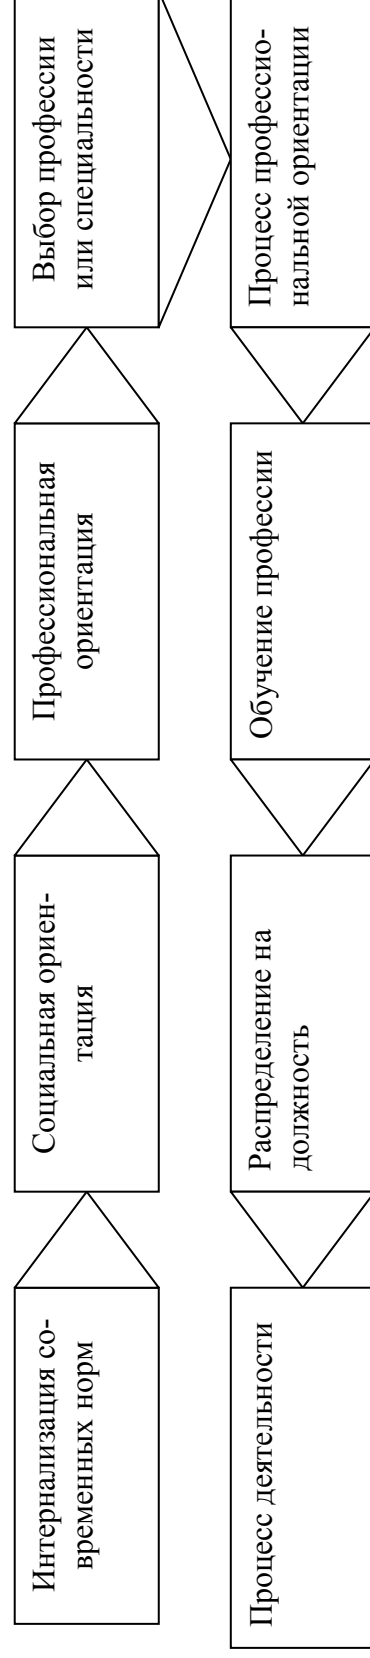 Интернализация со-
временных норм
Социальная ориен-
тация
Профессиональная
ориентация
Выбор профессии
или специальности
Процесс профессио-
нальной ориентации
Обучение профессии
Распределение на
должность
Процесс деятельности